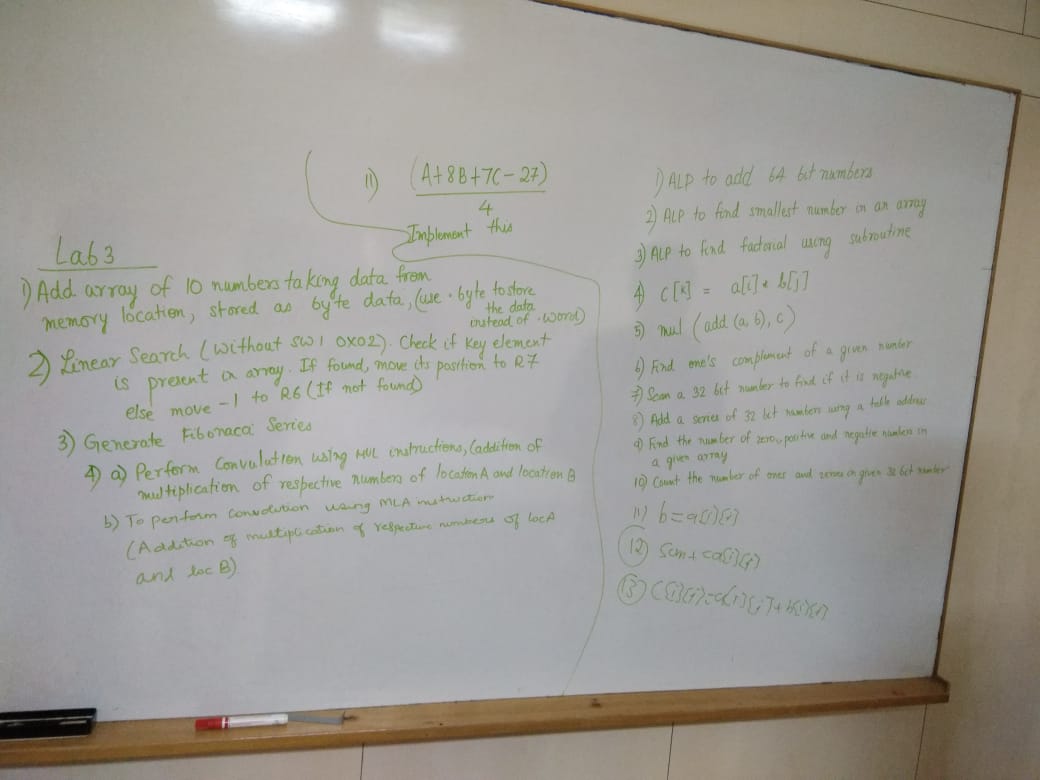 11) (A+8B+7C-27)
4
Implement this
Lab 3
1) Add array of 10 numbers taking data from
memory location, stored as byte data, (use .byte to store
the data
instead of .word)
2) Linear Search (without SWI 0x02). Check if key element
is present in array. If found, move its position to R7
else move -1 to R6 (If not found)
3) Generate Fibonacci Series
4) a) Perform Convolution using MUL instructions, (addition of
multiplication of respective numbers of location A and location B
b) To perform convolution using MLA instruction
(Addition of multiplication of respective numbers of loc A
and loc B)
1) ALP to add 64 bit numbers
2) ALP to find smallest number in an array
3) ALP to find factorial using subroutine
4) c[k] = a[i] + b[j]
5) mul (add (a, b), c)
6) Find one's complement of a given number
7) Scan a 32 bit number to find if it is negative.
8) Add a series of 32 bit numbers using a table address
9) Find the number of zero, positive and negative numbers in
a given array
10) Count the number of ones and zeroes in given 32 bit number
11) b=a[i][j]
12) Sum+=a[i][j]
13) C[i][j]=a[i][j]+b[i][j]